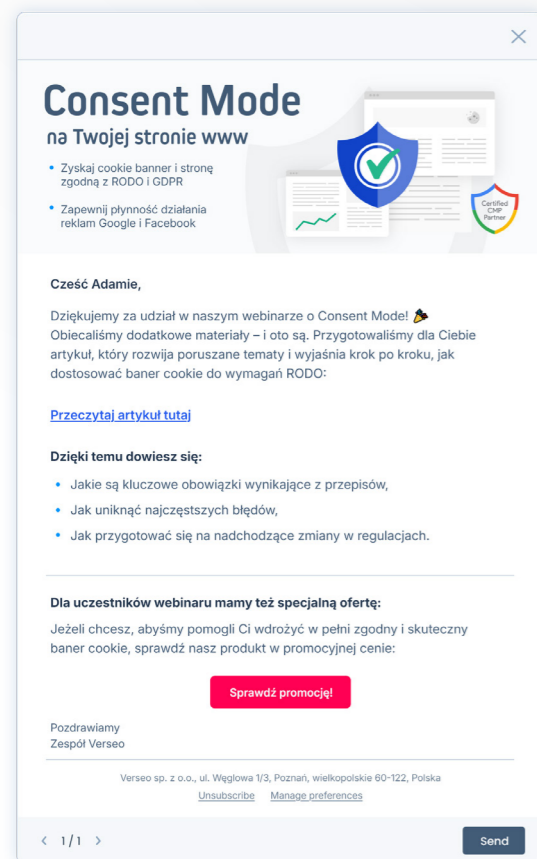 Consent Mode
na Twojej stronie www
• Zyskaj cookie banner i stronę
zgodną z RODO i GDPR
• Zapewnij płynność działania
reklam Google i Facebook
Certified
CMP
Partner
Cześć Adamie,
Dziękujemy za udział w naszym webinarze o Consent Mode! 🎉
Obiecaliśmy dodatkowe materiały – i oto są. Przygotowaliśmy dla Ciebie
artykuł, który rozwija poruszane tematy i wyjaśnia krok po kroku, jak
dostosować baner cookie do wymagań RODO:
Przeczytaj artykuł tutaj
Dzięki temu dowiesz się:
• Jakie są kluczowe obowiązki wynikające z przepisów,
• Jak uniknąć najczęstszych błędów,
• Jak przygotować się na nadchodzące zmiany w regulacjach.
Dla uczestników webinaru mamy też specjalną ofertę:
Jeżeli chcesz, abyśmy pomogli Ci wdrożyć w pełni zgodny i skuteczny
baner cookie, sprawdź nasz produkt w promocyjnej cenie:
Sprawdź promocję!
Pozdrawiamy
Zespół Verseo
Verseo sp. z o.o., ul. Węglowa 1/3, Poznań, wielkopolskie 60-122, Polska
Unsubscribe Manage preferences
< 1 / 1 >
Send